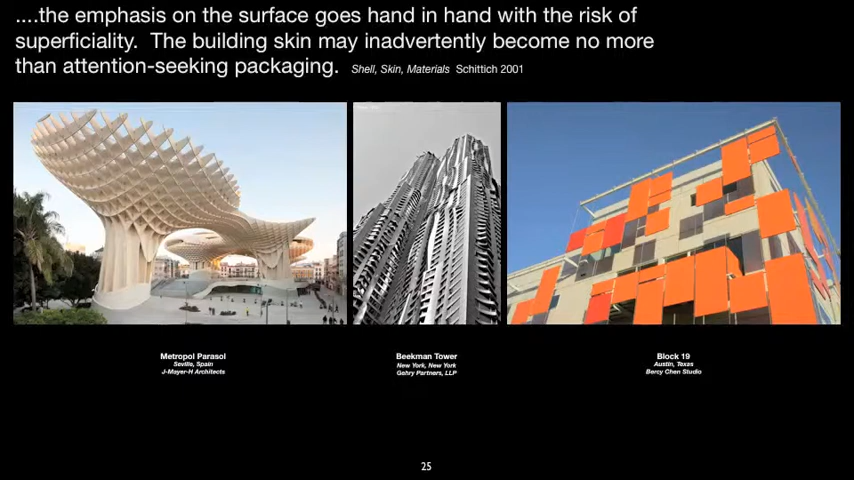 ....the emphasis on the surface goes hand in hand with the risk of
superficiality. The building skin may inadvertently become no more
than attention-seeking packaging. Shell, Skin, Materials Schittich 2001
Metropol Parasol
Seville, Spain
J-Mayer-H Architects
Beekman Tower
New York, New York
Gehry Partners, LLP
Block 19
Austin, Texas
Bercy Chen Studio
25